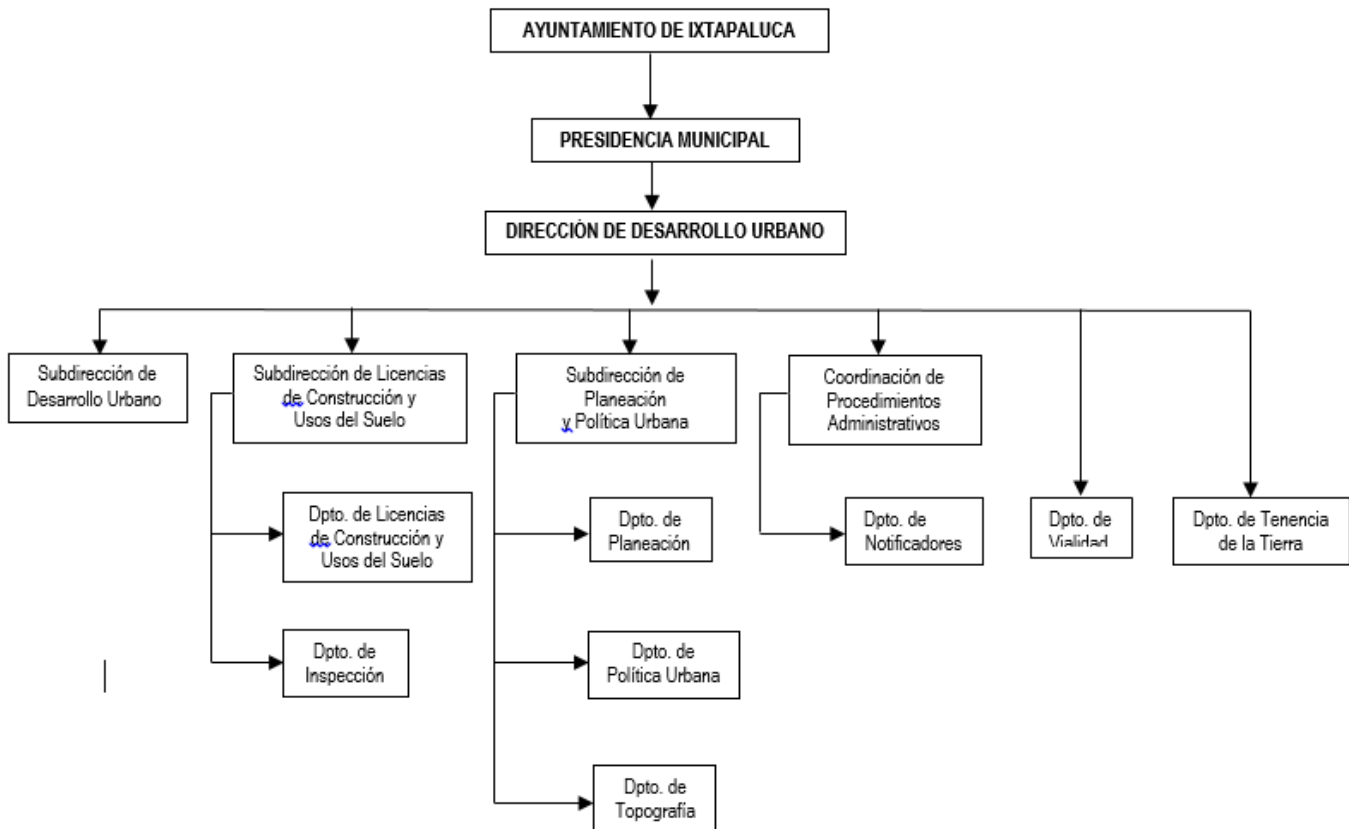 AYUNTAMIENTO DE IXTAPALUCA
PRESIDENCIA MUNICIPAL
DIRECCIÓN DE DESARROLLO URBANO
Subdirección de
Desarrollo Urbano
Subdirección de Licencias
de Construcción y
Usos del Suelo
Subdirección de
Planeación
y Política Urbana
Coordinación de
Procedimientos
Administrativos
Dpto. de Licencias
de Construcción y
Usos del Suelo
Dpto. de
Planeación
Dpto. de
Notificadores
Dpto. de
Vialidad
Dpto. de Tenencia
de la Tierra
Dpto. de
Inspección
Dpto. de
Política Urbana
Dpto. de
Topografía